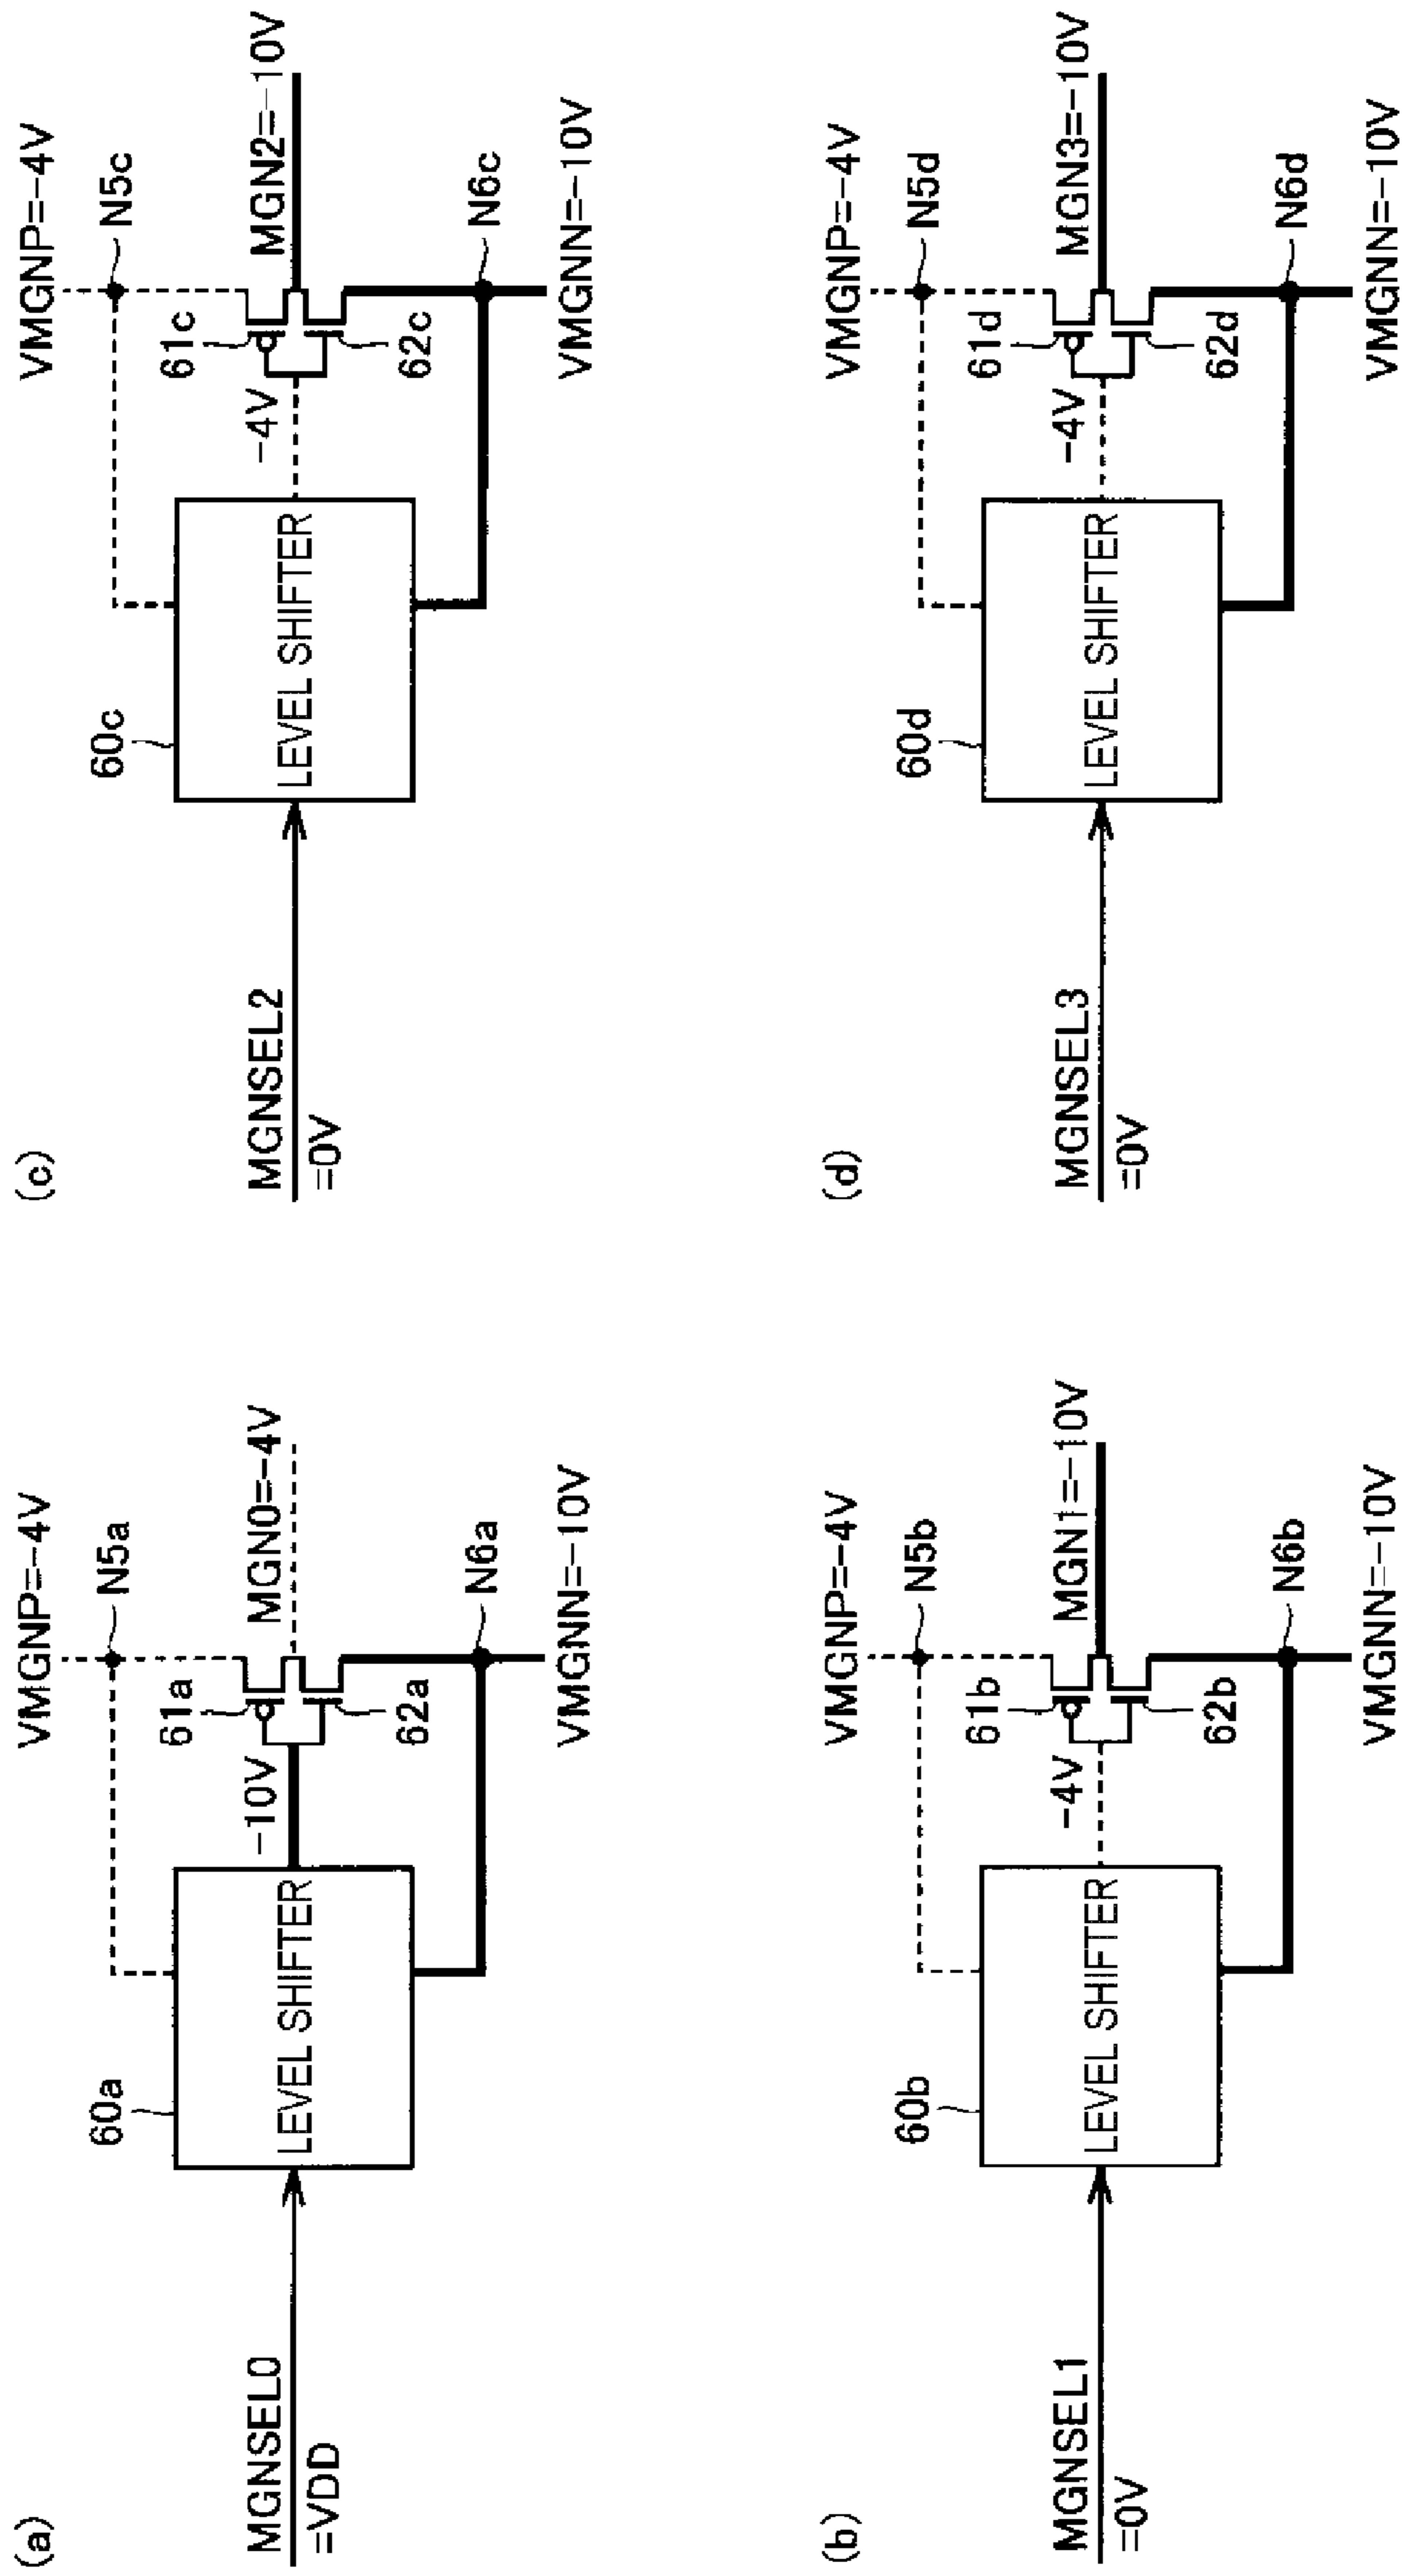 (a)
VMGNP=-4V
N5a
61a
MGN0=-4V
-10V
60a
LEVEL SHIFTER
MGNSEL0
=VDD
62a
N6a
VMGNN=-10V
(b)
VMGNP=-4V
N5b
61b
MGN1=-10V
-4V
60b
LEVEL SHIFTER
MGNSEL1
=0V
62b
N6b
VMGNN=-10V
(c)
VMGNP=-4V
N5c
61c
MGN2=-10V
-4V
60c
LEVEL SHIFTER
MGNSEL2
=0V
62c
N6c
VMGNN=-10V
(d)
VMGNP=-4V
N5d
61d
MGN3=-10V
-4V
60d
LEVEL SHIFTER
MGNSEL3
=0V
62d
N6d
VMGNN=-10V